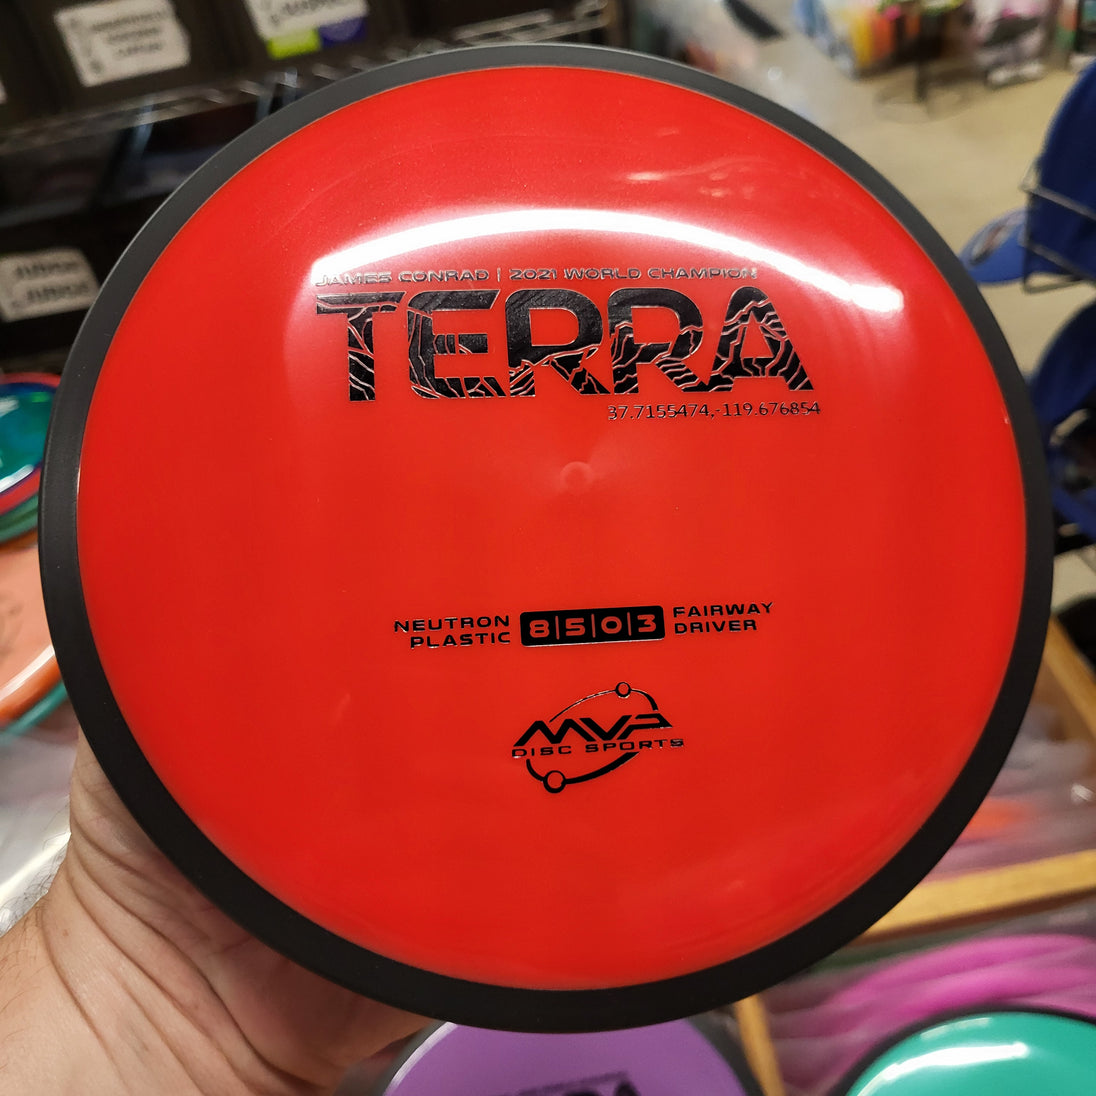 JAMES CONRAD | 2021 WORLD CHAMPION
TERRA
37.7155474,-119.676854
NEUTRON PLASTIC
8|5|0|3
FAIRWAY DRIVER
MVP
DISC SPORTS